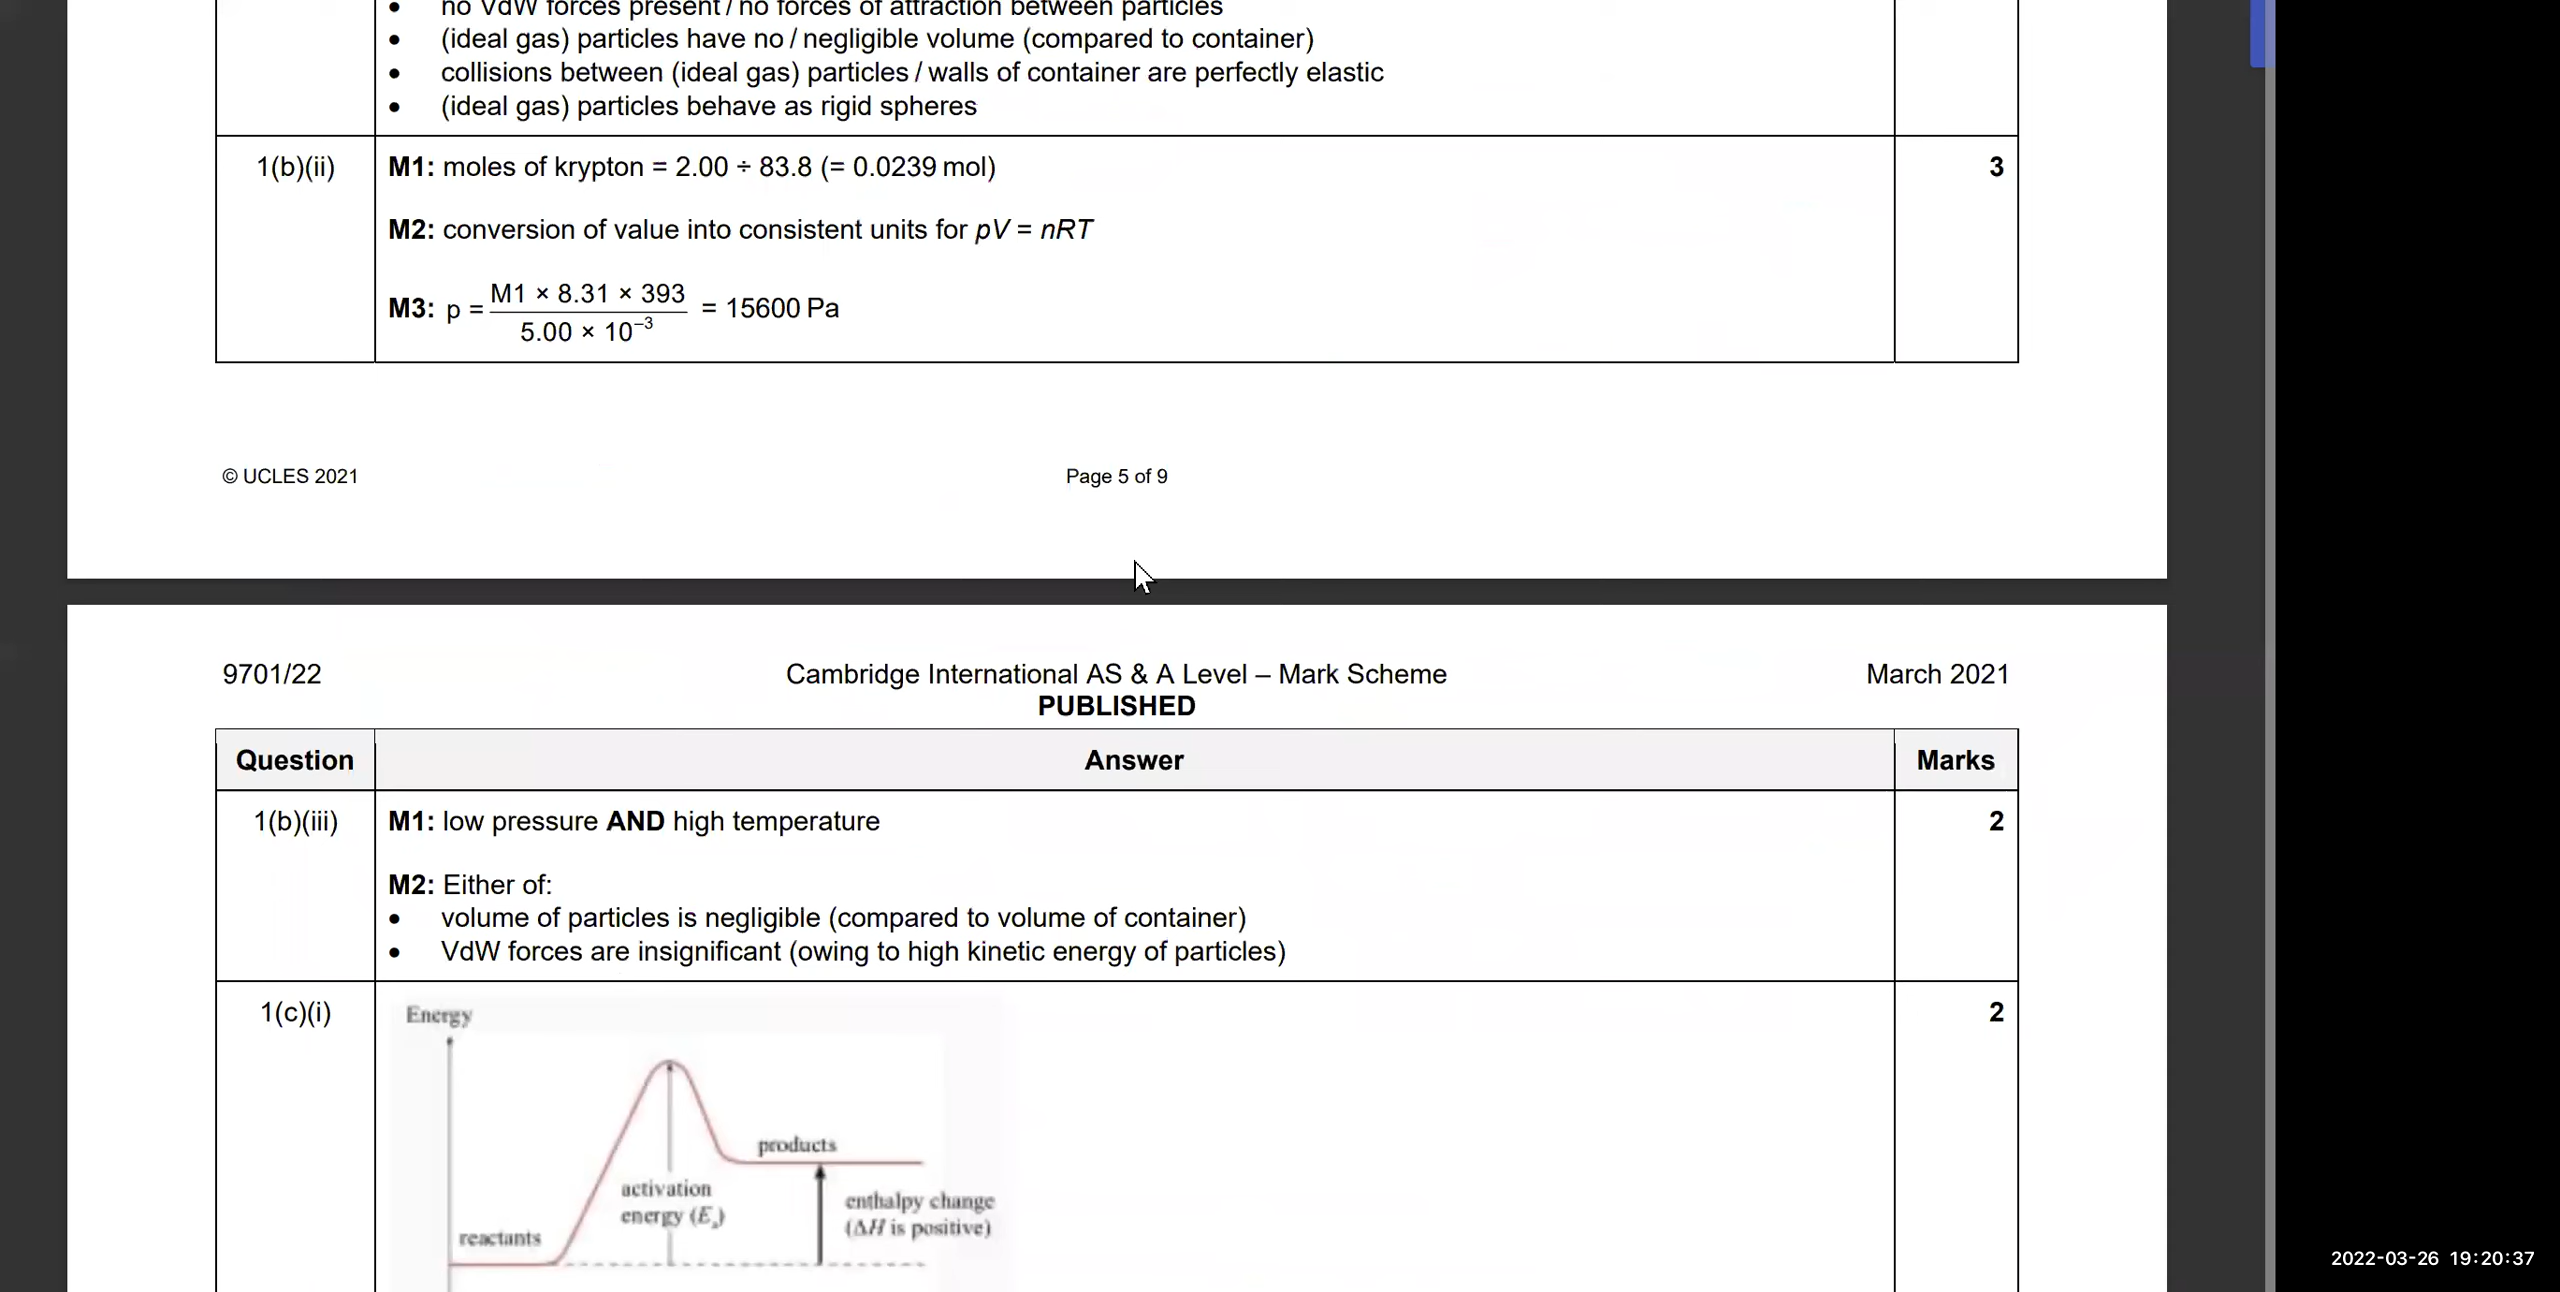 • no VdW forces present / no forces of attraction between particles
• (ideal gas) particles have no / negligible volume (compared to container)
• collisions between (ideal gas) particles / walls of container are perfectly elastic
• (ideal gas) particles behave as rigid spheres
1(b)(ii) M1: moles of krypton = 2.00 ÷ 83.8 (= 0.0239 mol) 3
M2: conversion of value into consistent units for pV = nRT
M3: p = (M1 × 8.31 × 393) / (5.00 × 10⁻³) = 15600 Pa
© UCLES 2021 Page 5 of 9
9701/22 Cambridge International AS & A Level – Mark Scheme March 2021
PUBLISHED
Question Answer Marks
1(b)(iii) M1: low pressure AND high temperature 2
M2: Either of:
• volume of particles is negligible (compared to volume of container)
• VdW forces are insignificant (owing to high kinetic energy of particles)
1(c)(i) 2
Energy
products
activation
energy (Eₐ)
enthalpy change
(ΔH is positive)
reactants
2022-03-26 19:20:37